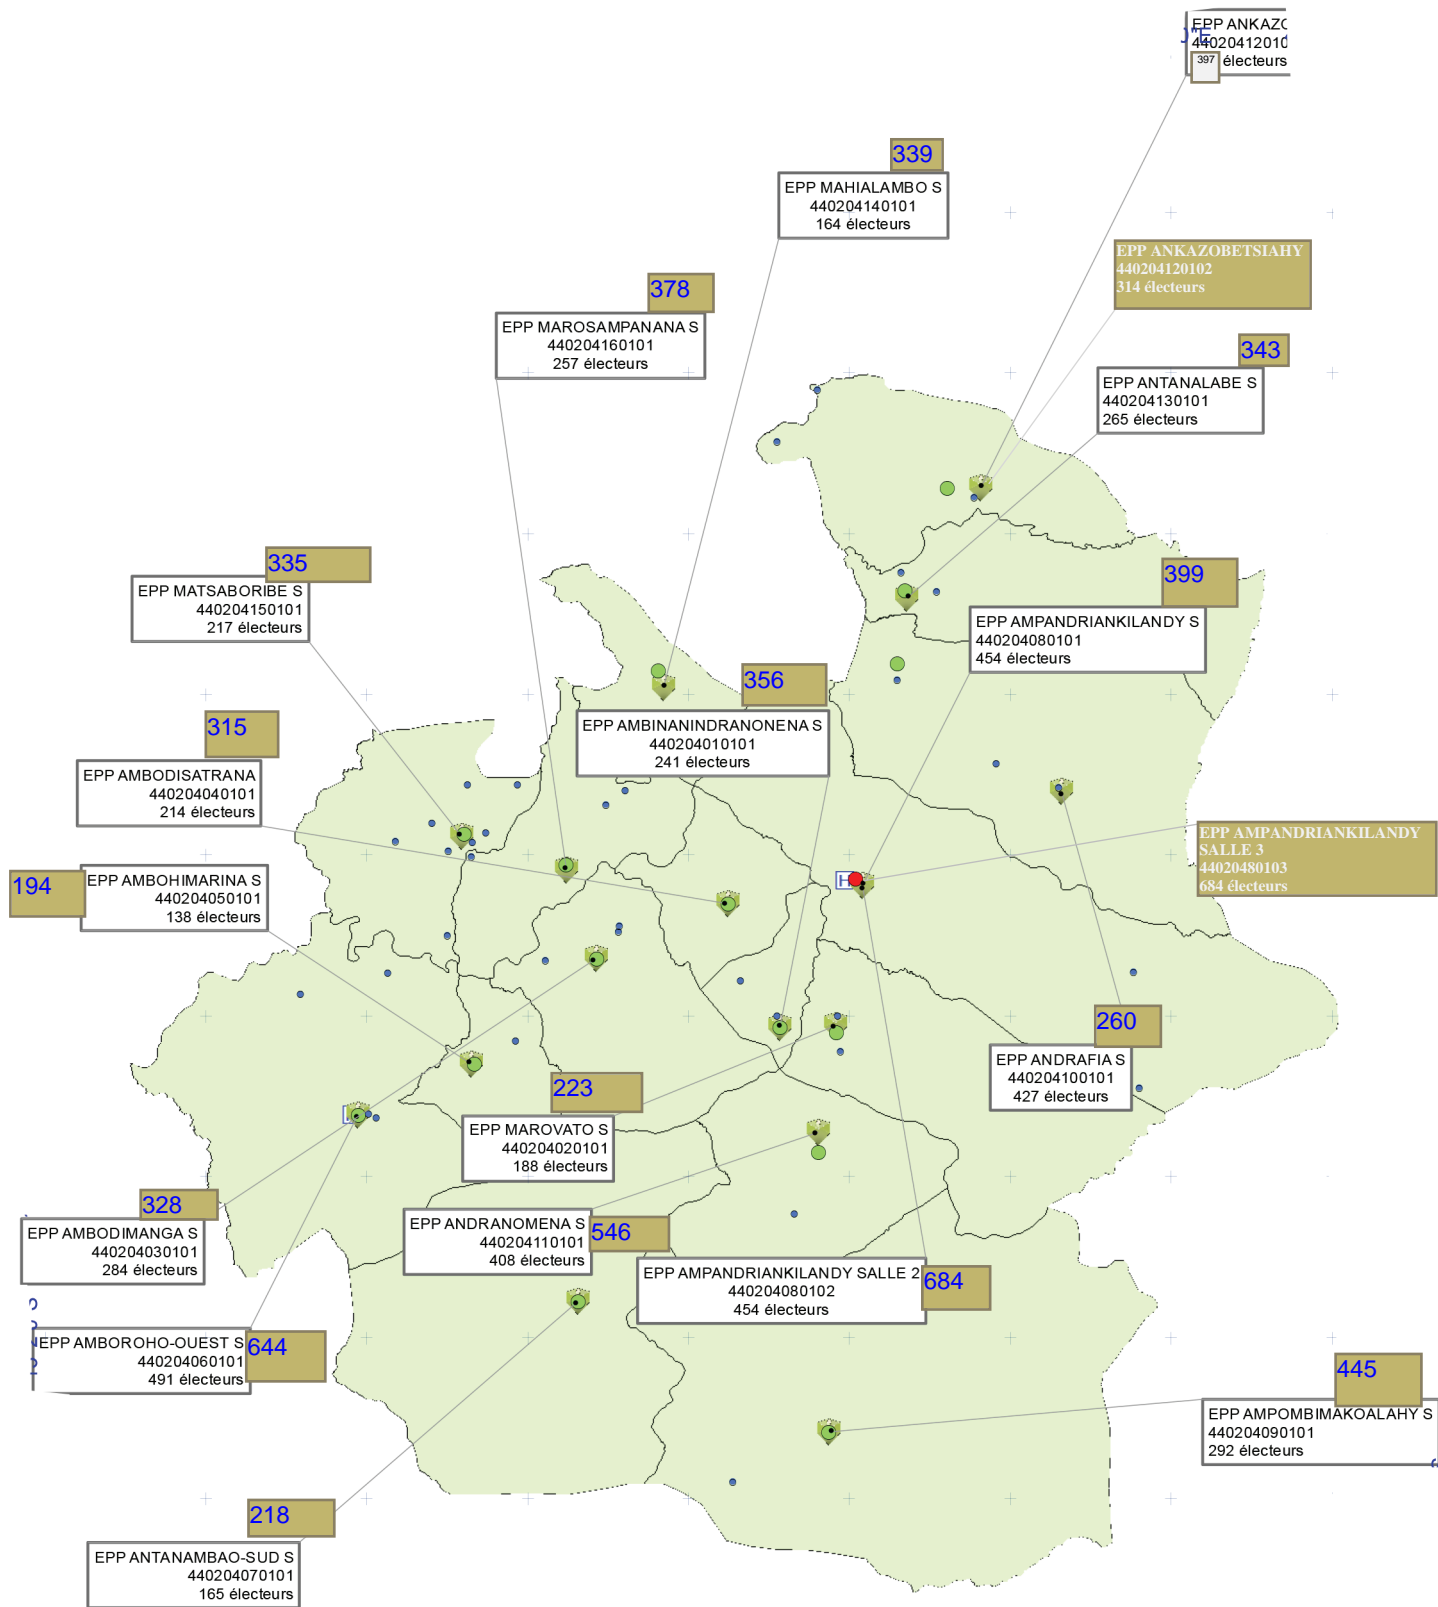 EPP ANKAZO
44020412010
397
électeurs
339
EPP MAHIALAMBO S
440204140101
164 électeurs
EPP ANKAZOBETSIAHY
440204120102
314 électeurs
378
EPP MAROSAMPANANA S
440204160101
257 électeurs
343
EPP ANTANALABE S
440204130101
265 électeurs
335
EPP MATSABORIBE S
440204150101
217 électeurs
399
EPP AMPANDRIANKILANDY S
440204080101
454 électeurs
356
EPP AMBINANINDRANONENA S
440204010101
241 électeurs
315
EPP AMBODISATRANA
440204040101
214 électeurs
EPP AMPANDRIANKILANDY
SALLE 3
44020480103
684 électeurs
194
EPP AMBOHIMARINA S
440204050101
138 électeurs
H
260
EPP ANDRAFIA S
440204100101
427 électeurs
223
EPP MAROVATO S
440204020101
188 électeurs
328
EPP AMBODIMANGA S
440204030101
284 électeurs
EPP ANDRANOMENA S
440204110101
408 électeurs
546
EPP AMPANDRIANKILANDY SALLE 2
440204080102
454 électeurs
684
EPP AMBOROHO-OUEST S
440204060101
491 électeurs
644
445
EPP AMPOMBIMAKOALAHY S
440204090101
292 électeurs
218
EPP ANTANAMBAO-SUD S
440204070101
165 électeurs